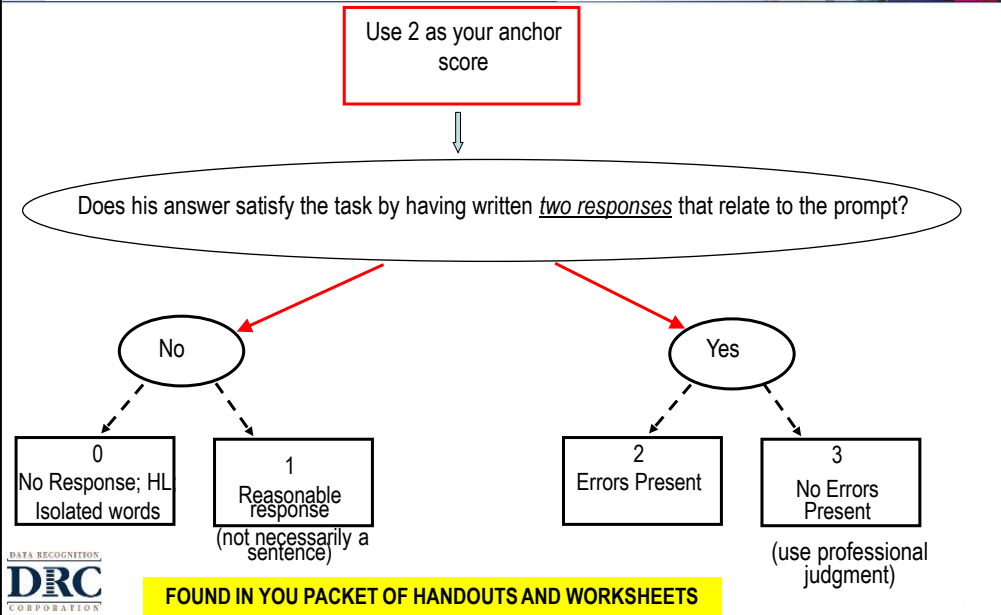 Use 2 as your anchor
score
Does his answer satisfy the task by having written two responses that relate to the prompt?
No
Yes
0
No Response; HL;
Isolated words
1
Reasonable
response
(not necessarily a
sentence)
2
Errors Present
3
No Errors
Present
(use professional
judgment)
DATA RECOGNITION
DRC
CORPORATION
FOUND IN YOU PACKET OF HANDOUTS AND WORKSHEETS